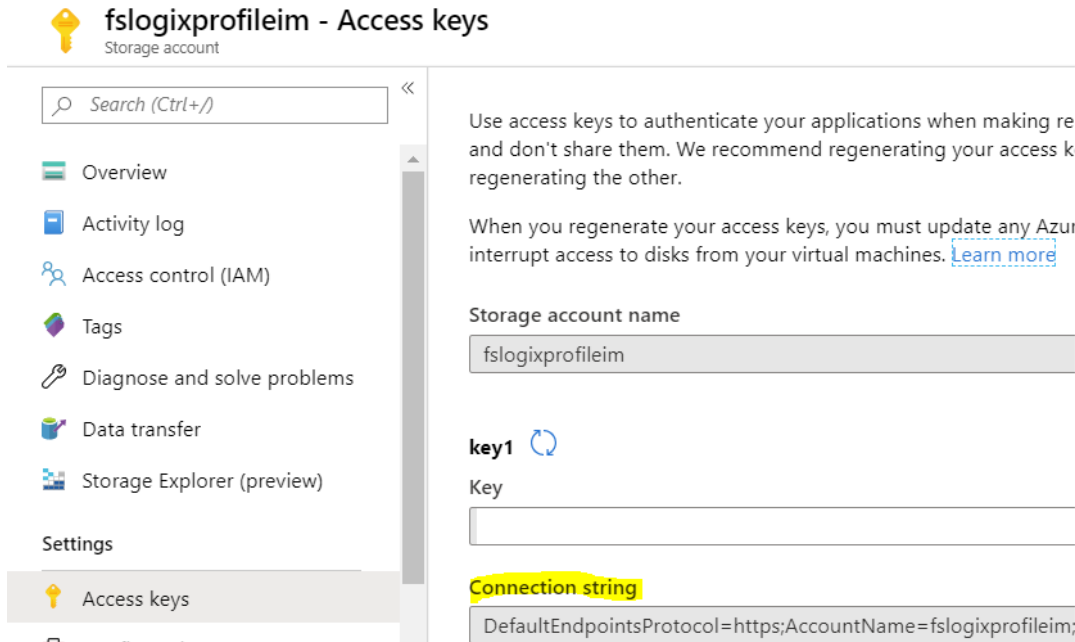 fslogixprofileim - Access keys
Storage account
Search (Ctrl+/)
Overview
Activity log
Access control (IAM)
Tags
Diagnose and solve problems
Data transfer
Storage Explorer (preview)
Settings
Access keys
Use access keys to authenticate your applications when making re
and don't share them. We recommend regenerating your access k
regenerating the other.
When you regenerate your access keys, you must update any Azur
interrupt access to disks from your virtual machines. Learn more
Storage account name
fslogixprofileim
key1
Key
Connection string
DefaultEndpointsProtocol=https;AccountName=fslogixprofileim;